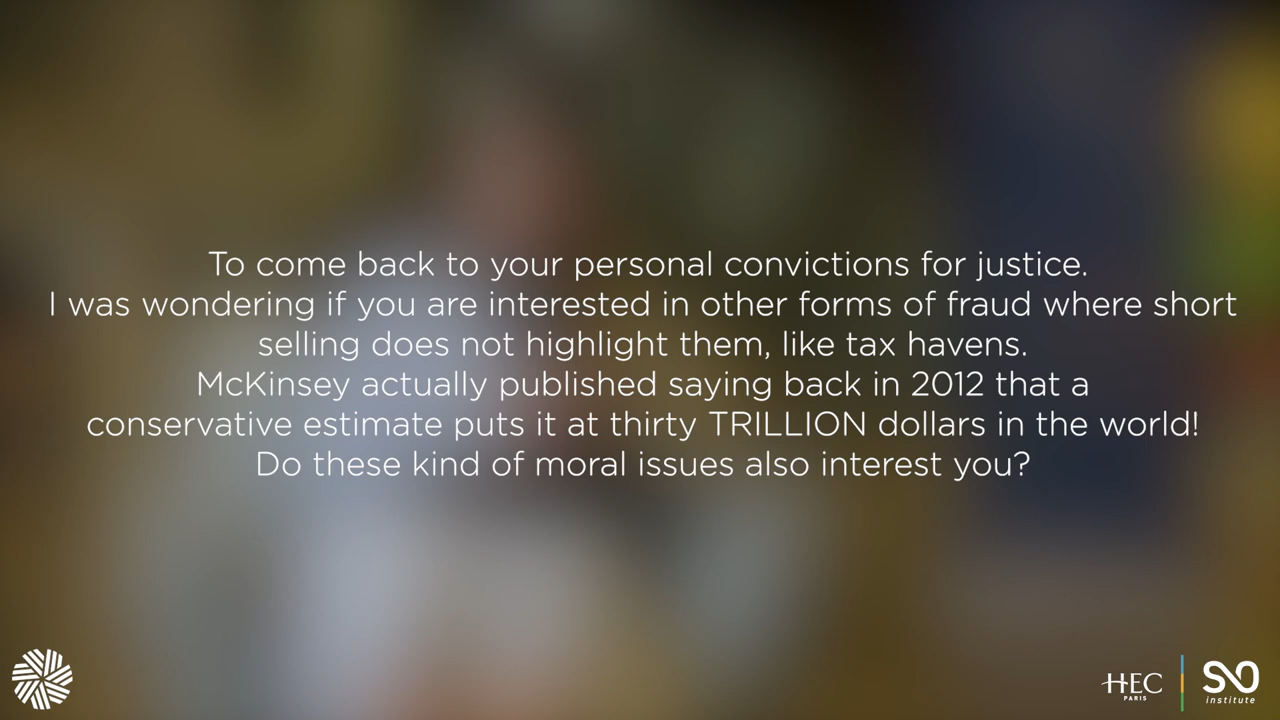 To come back to your personal convictions for justice.
I was wondering if you are interested in other forms of fraud where short
selling does not highlight them, like tax havens.
McKinsey actually published saying back in 2012 that a
conservative estimate puts it at thirty TRILLION dollars in the world!
Do these kind of moral issues also interest you?
HEC
PARIS
SNO
institute